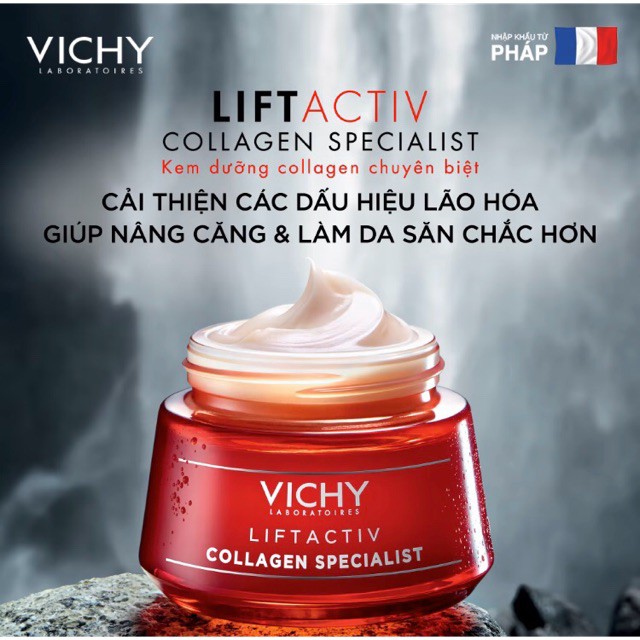 VICHY
LABORATOIRES
NHẬP KHẨU TỪ
PHÁP
LIFTACTIV
COLLAGEN SPECIALIST
Kem dưỡng collagen chuyên biệt
CẢI THIỆN CÁC DẤU HIỆU LÃO HÓA
GIÚP NÂNG CĂNG & LÀM DA SĂN CHẮC HƠN
VICHY
LABORATOIRES
LIFTACTIV
COLLAGEN SPECIALIST